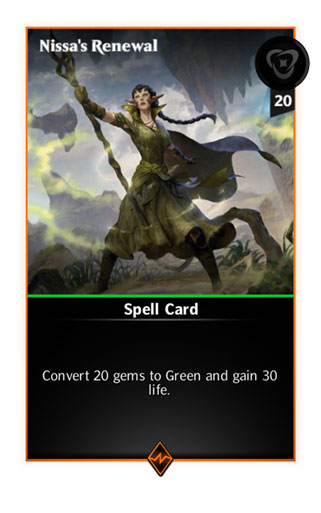 Nissa's Renewal
20
Spell Card
Convert 20 gems to Green and gain 30
life.